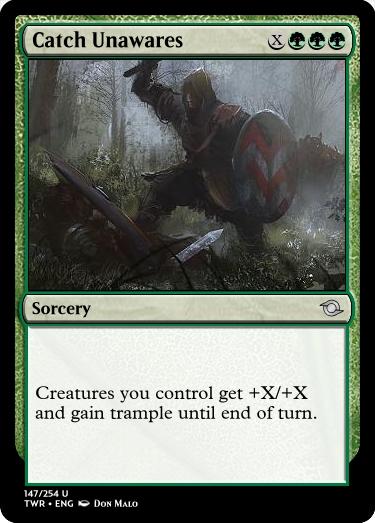 Catch Unawares X
Sorcery
Creatures you control get +X/+X
and gain trample until end of turn.
147/254 U
TWR • ENG Don Malo